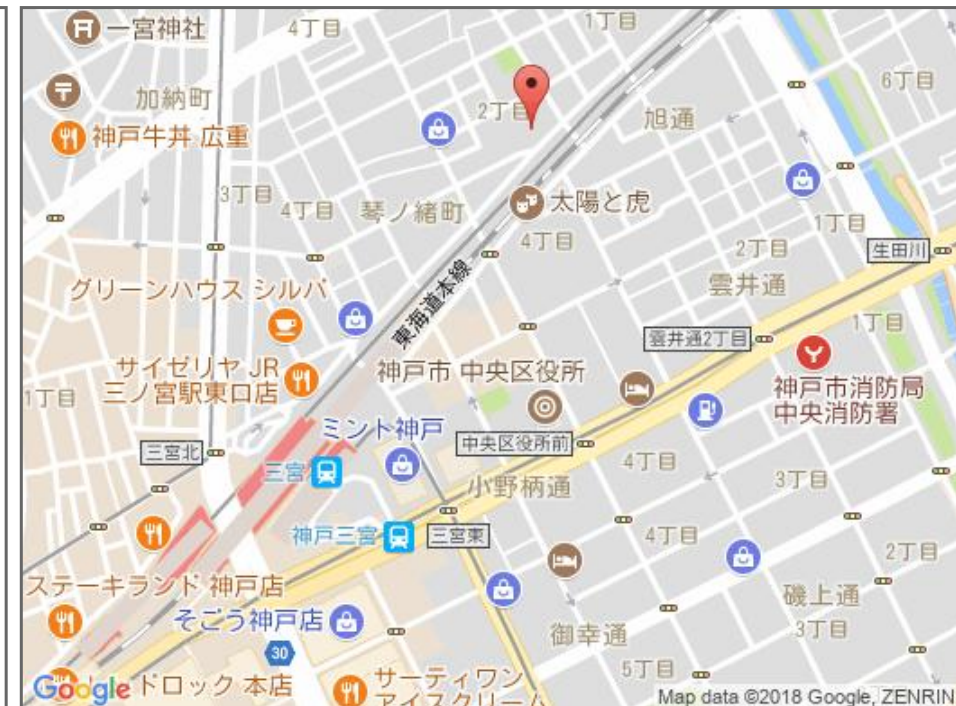 一宮神社
4丁目
1丁目
加納町
2丁目
6丁目
神戸牛丼 広重
旭通
3丁目
4丁目
琴ノ緒町
太陽と虎
4丁目
1丁目
2丁目
生田川
グリーンハウス シルバ
東海道本線
雲井通
雲井通2丁目
1丁目
サイゼリヤ JR
三ノ宮駅東口店
神戸市 中央区役所
神戸市消防局
中央消防署
1丁目
ミント神戸
三宮北
中央区役所前
三宮
4丁目
小野柄通
3丁目
神戸三宮
三宮東
4丁目
2丁目
ステーキランド 神戸店
磯上通
そごう神戸店
御幸通
3丁目
30
5丁目
Google
ドロック 本店
サーティワン
アイスクリーム
Map data ©2018 Google, ZENRIN